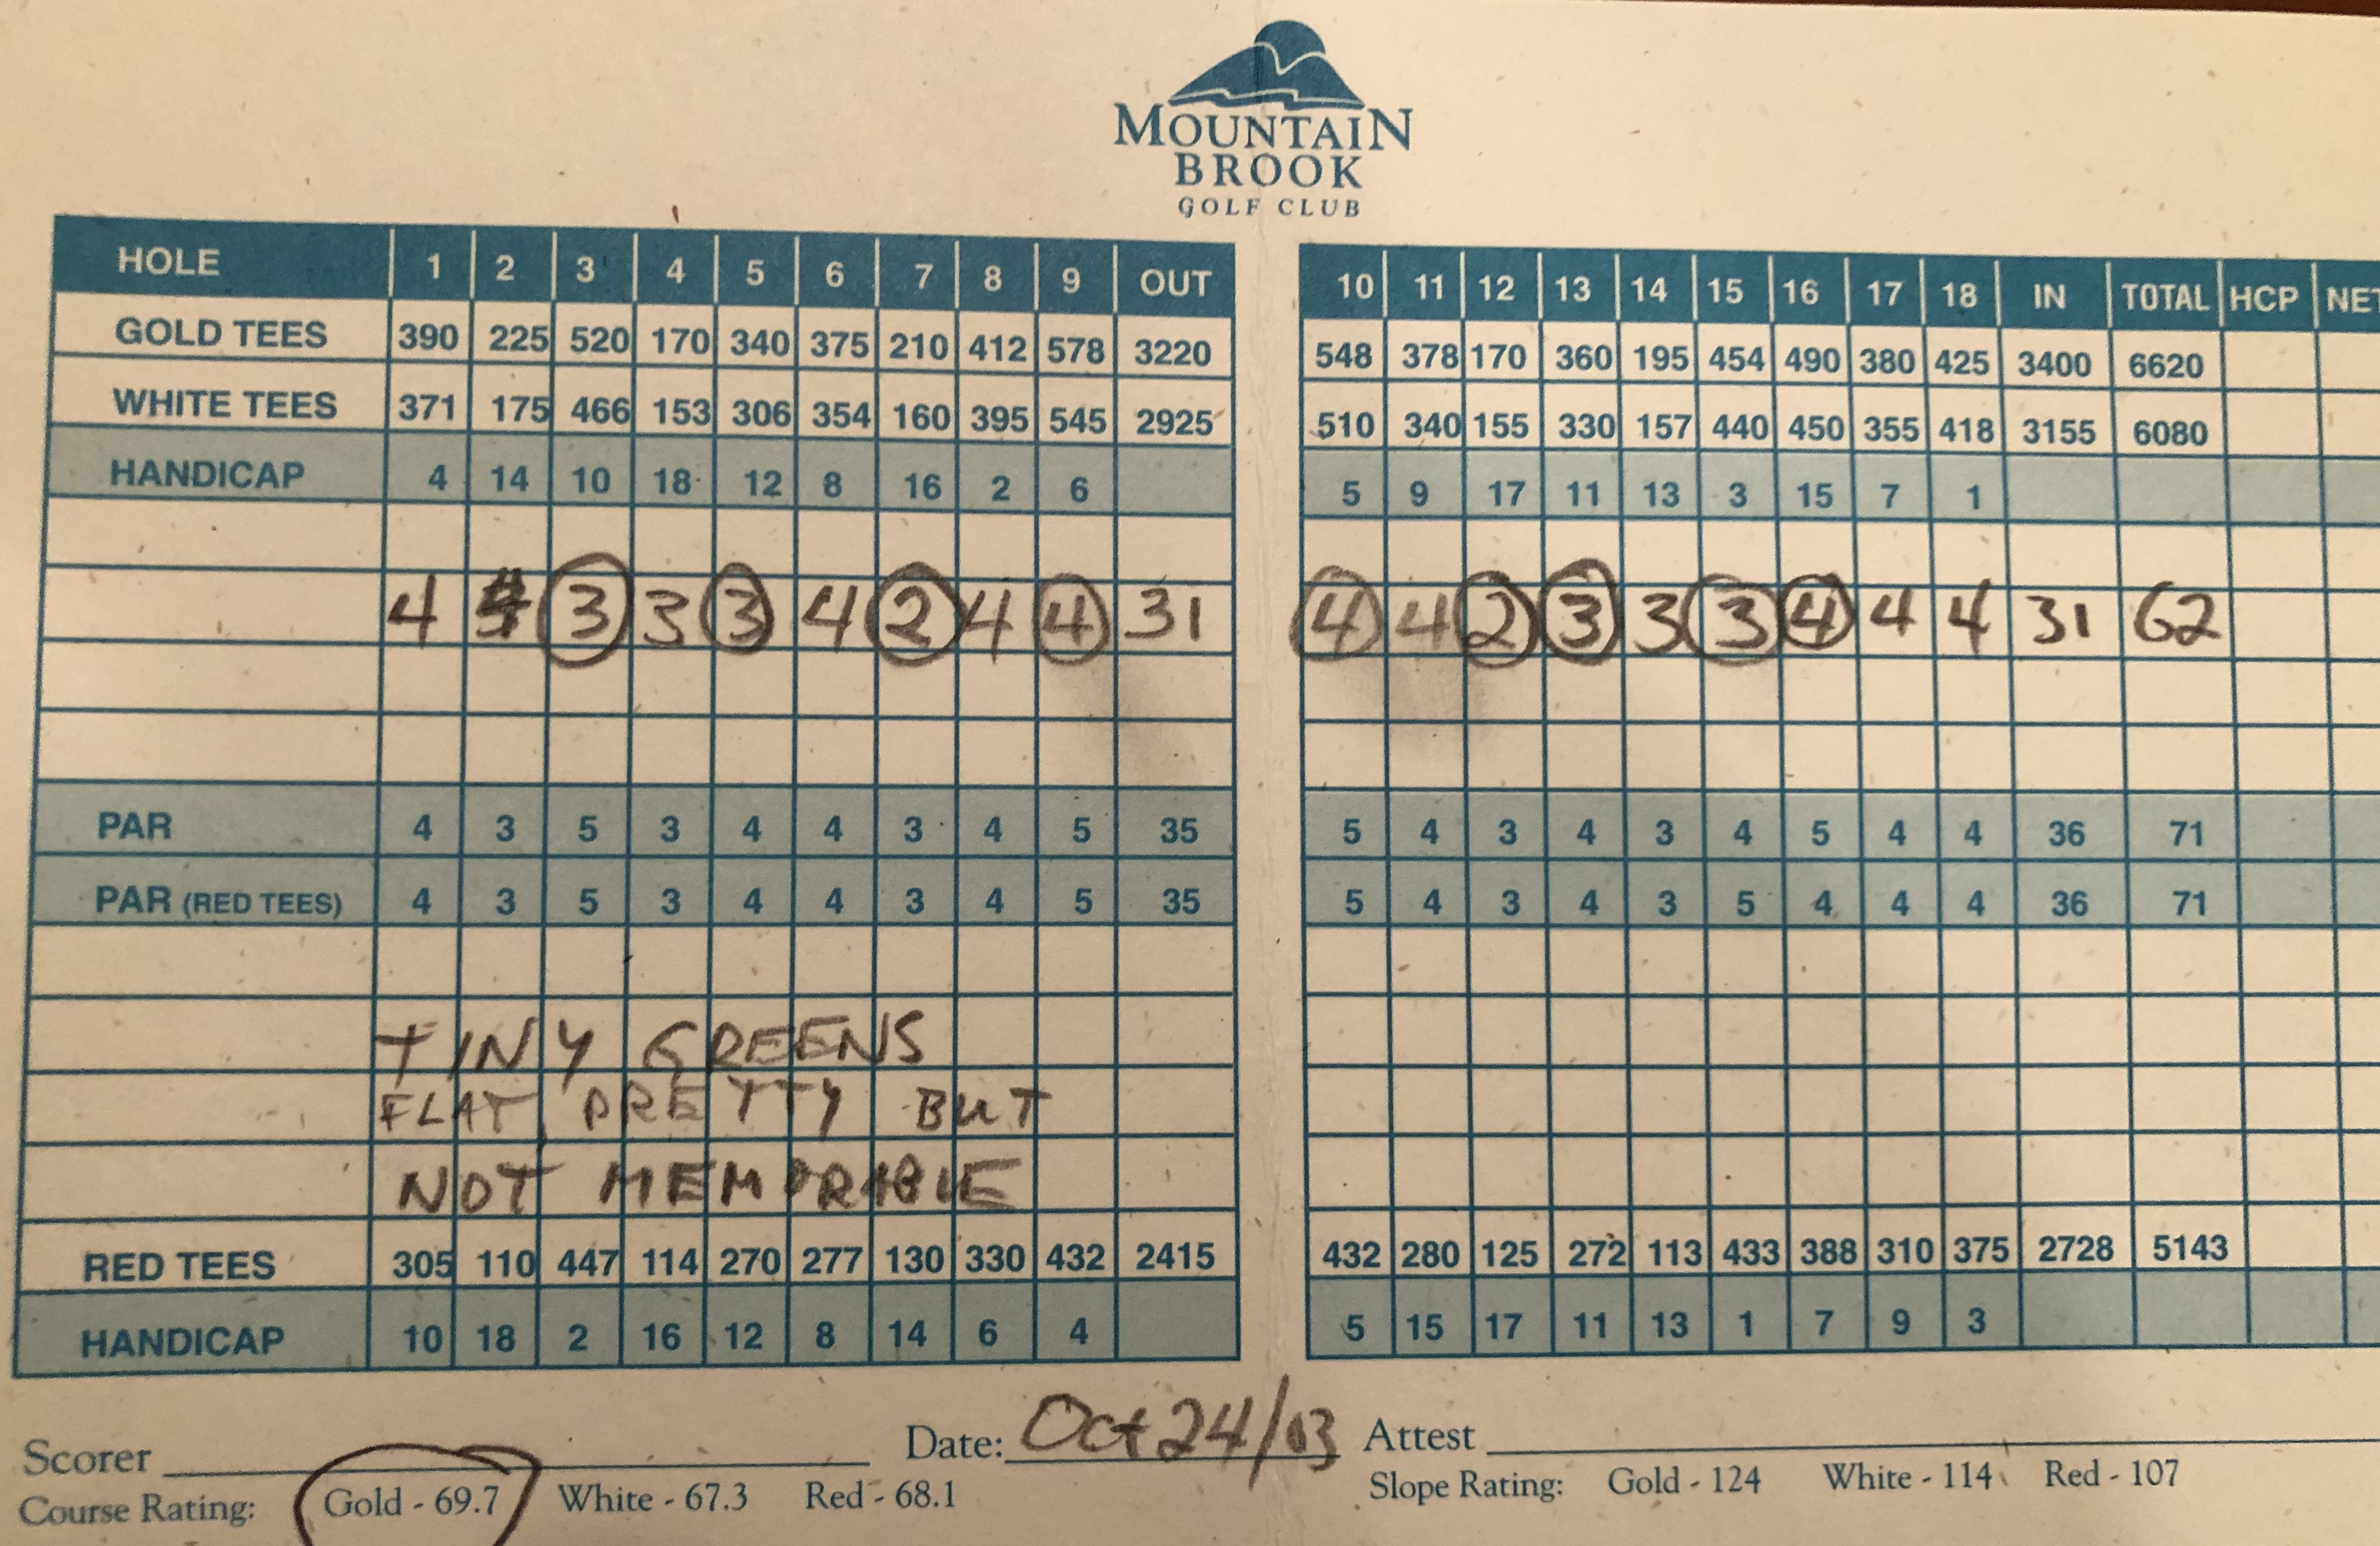 MOUNTAIN
BROOK
GOLF CLUB
HOLE 1 2 3 4 5 6 7 8 9 OUT 10 11 12 13 14 15 16 17 18 IN TOTAL HCP NET
GOLD TEES 390 225 520 170 340 375 210 412 578 3220 548 378 170 360 195 454 490 380 425 3400 6620
WHITE TEES 371 175 466 153 306 354 160 395 545 2925 510 340 155 330 157 440 450 355 418 3155 6080
HANDICAP 4 14 10 18 12 8 16 2 6 5 9 17 11 13 3 15 7 1
4 3 3 3 4 2 4 4 31 4 4 2 3 3 3 4 4 4 31 62
PAR 4 3 5 3 4 4 3 4 5 35 5 4 3 4 3 4 5 4 4 36 71
PAR (RED TEES) 4 3 5 3 4 4 3 4 5 35 5 4 3 4 3 5 4 4 4 36 71
TINY GREENS
FLAT, PRETTY BUT
NOT MEMORABLE
RED TEES 305 110 447 114 270 277 130 330 432 2415 432 280 125 272 113 433 388 310 375 2728 5143
HANDICAP 10 18 2 16 12 8 14 6 4 5 15 17 11 13 1 7 9 3
Scorer Date: Oct 24/03 Attest
Course Rating: Gold - 69.7 White - 67.3 Red - 68.1 Slope Rating: Gold - 124 White - 114 Red - 107